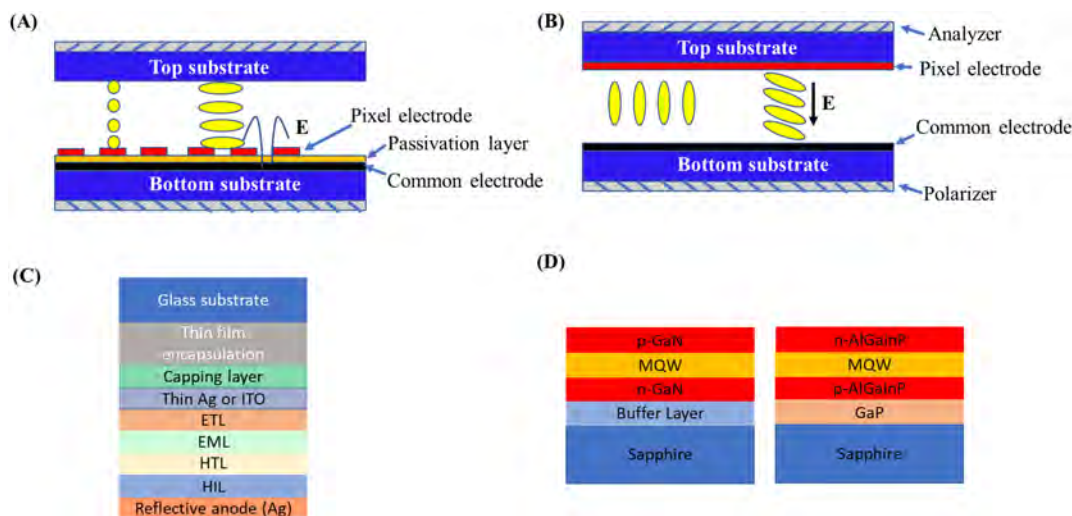 (A)
Top substrate
E
Pixel electrode
Passivation layer
Common electrode
Bottom substrate
(B)
Analyzer
Top substrate
Pixel electrode
E
Common electrode
Bottom substrate
Polarizer
(C)
Glass substrate
Thin film
encapsulation
Capping layer
Thin Ag or ITO
ETL
EML
HTL
HIL
Reflective anode (Ag)
(D)
p-GaN
MQW
n-GaN
Buffer Layer
Sapphire
n-AlGaInP
MQW
p-AlGaInP
GaP
Sapphire